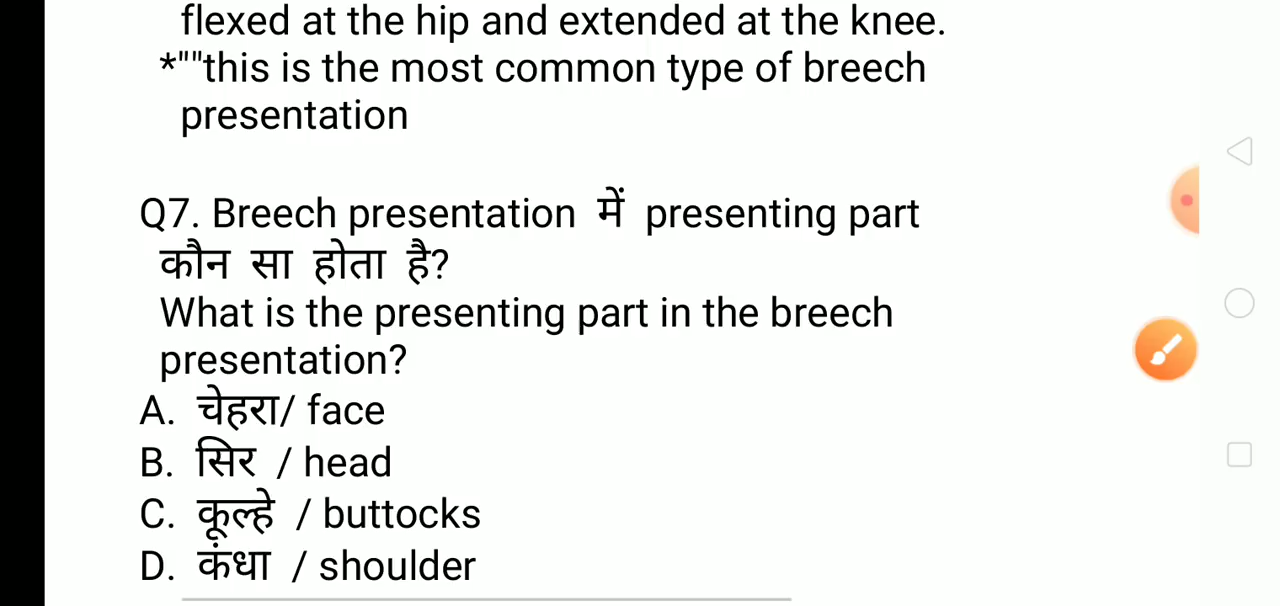 flexed at the hip and extended at the knee.
*""this is the most common type of breech
presentation
Q7. Breech presentation में presenting part
कौन सा होता है?
What is the presenting part in the breech
presentation?
A. चेहरा/ face
B. सिर / head
C. कूल्हे / buttocks
D. कंधा / shoulder